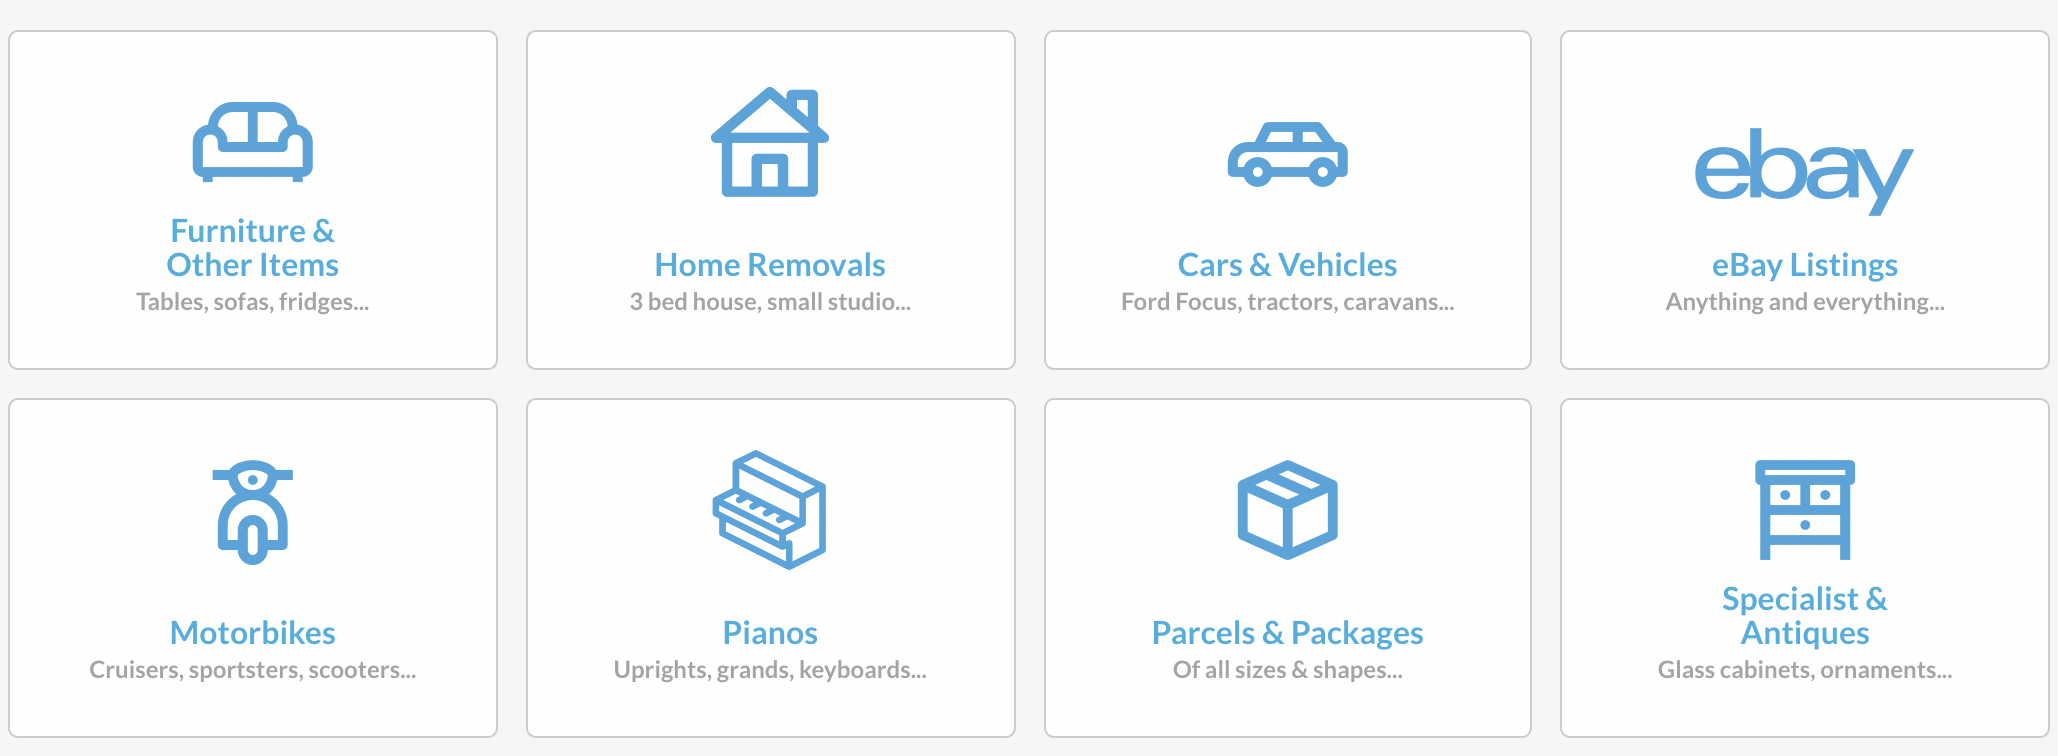 ebay
Furniture &
Other Items
Home Removals
Cars & Vehicles
eBay Listings
Tables, sofas, fridges...
3 bed house, small studio...
Ford Focus, tractors, caravans...
Anything and everything...
Motorbikes
Pianos
Parcels & Packages
Specialist &
Antiques
Cruisers, sportsters, scooters...
Uprights, grands, keyboards...
Of all sizes & shapes...
Glass cabinets, ornaments...